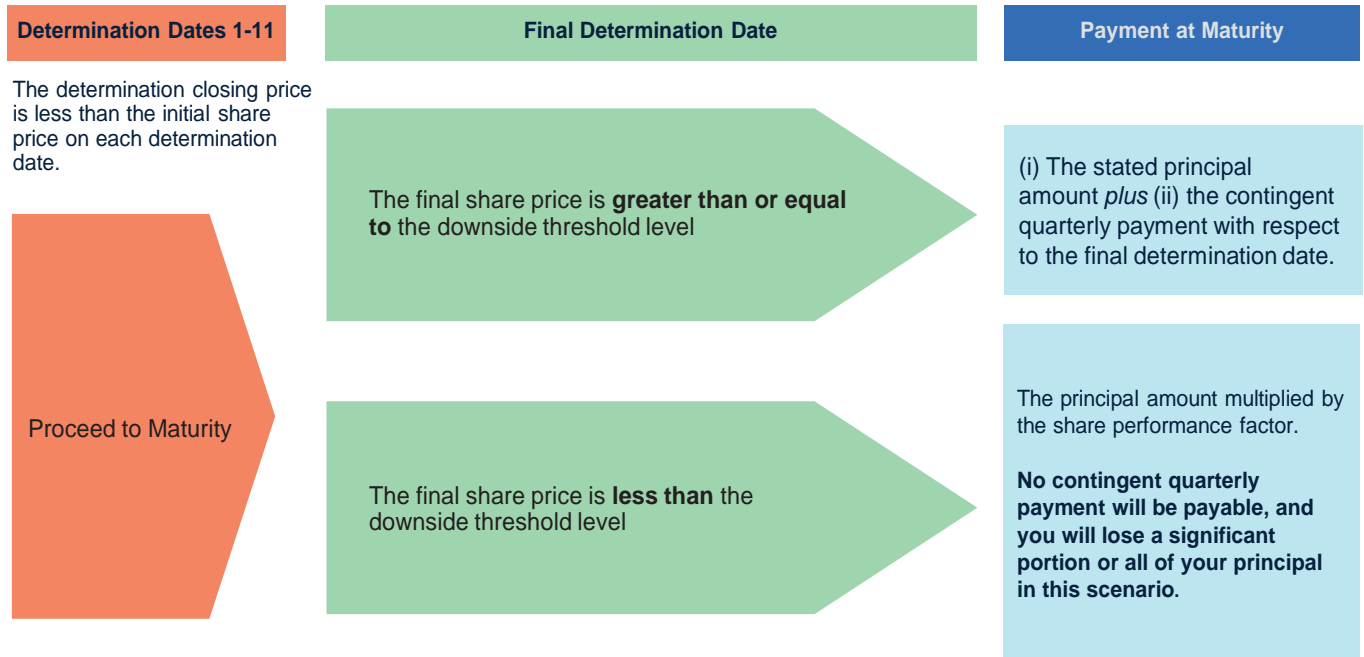 Determination Dates 1-11
The determination closing price
is less than the initial share
price on each determination
date.
Proceed to Maturity
Final Determination Date
The final share price is greater than or equal
to the downside threshold level
The final share price is less than the
downside threshold level
Payment at Maturity
(i) The stated principal
amount plus (ii) the contingent
quarterly payment with respect
to the final determination date.
The principal amount multiplied by
the share performance factor.
No contingent quarterly
payment will be payable, and
you will lose a significant
portion or all of your principal
in this scenario.